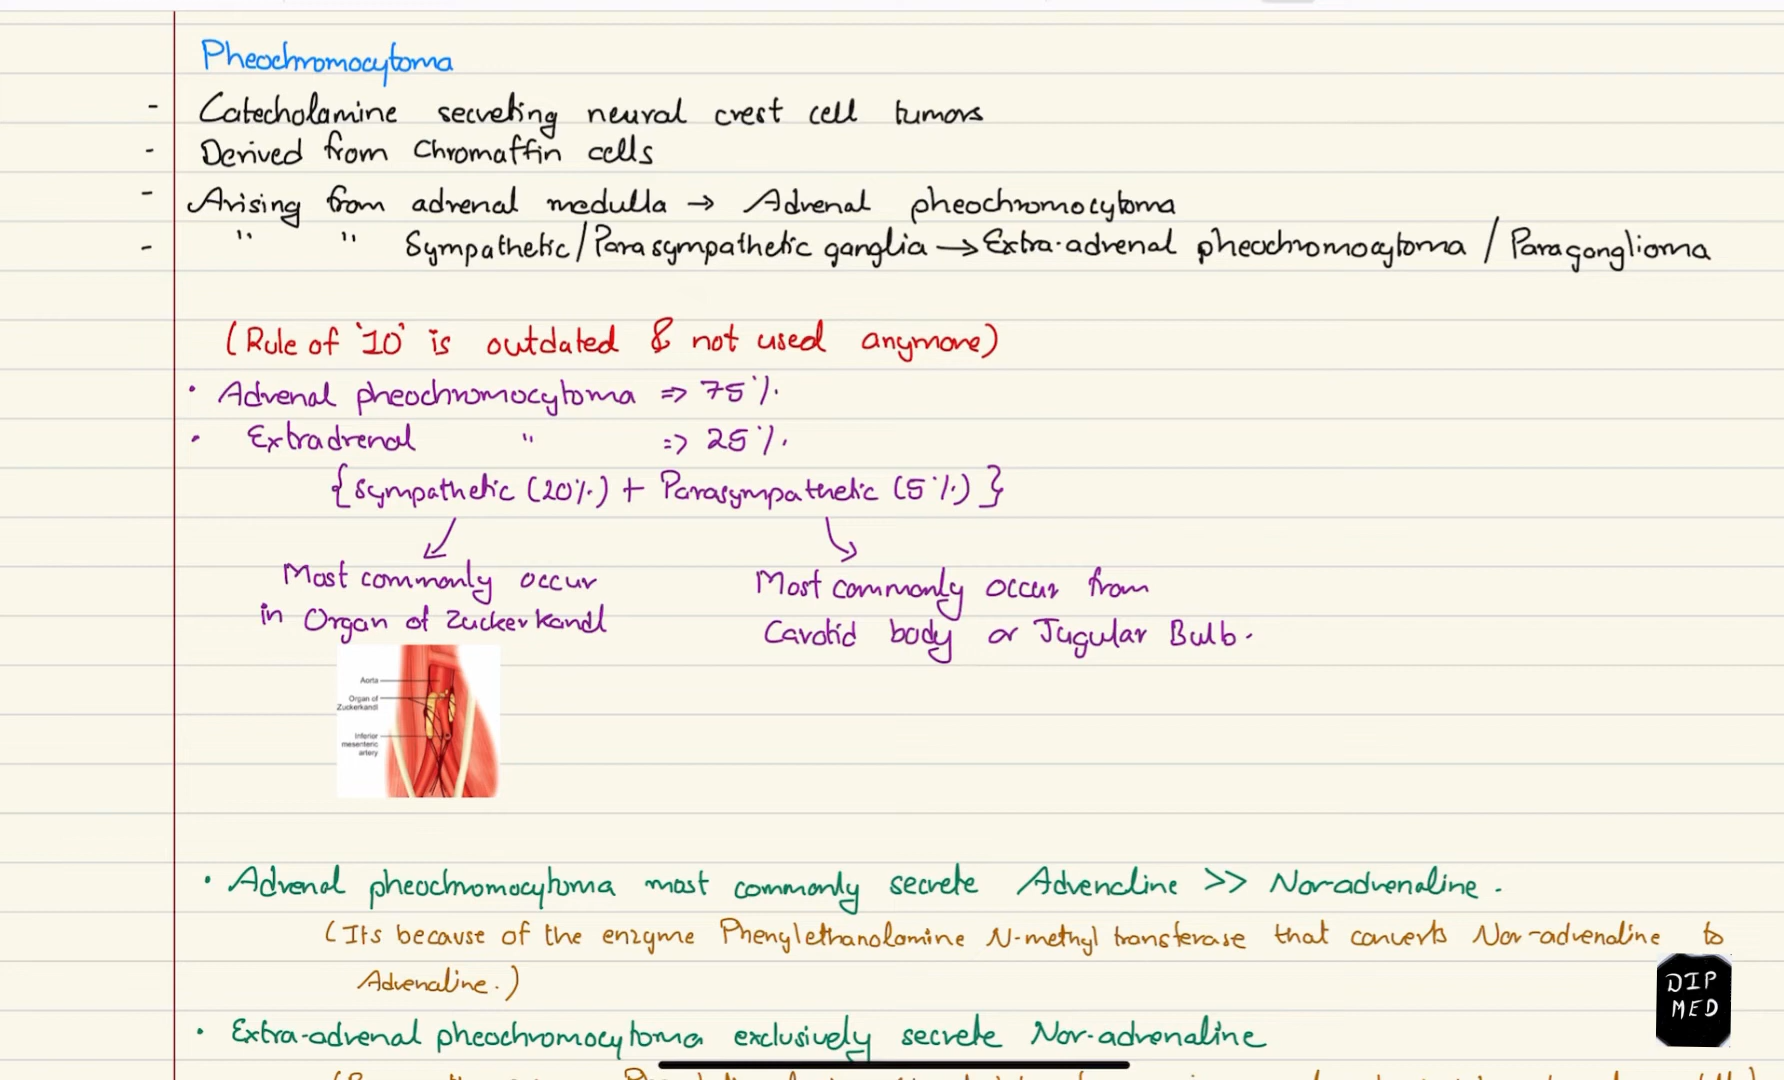 Pheochromocytoma
- Catecholamine secreting neural crest cell tumors
- Derived from Chromaffin cells
- Arising from adrenal medulla → Adrenal pheochromocytoma
- " " Sympathetic/Parasympathetic ganglia → Extra-adrenal pheochromocytoma / Paraganglioma
(Rule of '10' is outdated & not used anymore)
• Adrenal pheochromocytoma => 75%.
• Extradrenal " => 25%.
{Sympathetic (20%) + Parasympathetic (5%)}
Most commonly occur
in Organ of Zuckerkandl
Most commonly occur from
Carotid body or Jugular Bulb.
Aorta
Organ of
Zuckerkandl
Inferior
mesenteric
artery
• Adrenal pheochromocytoma most commonly secrete Adrenaline >> Nor-adrenaline.
(Its because of the enzyme Phenylethanolamine N-methyl transferase that converts Nor-adrenaline to
Adrenaline.)
DIP
MED
• Extra-adrenal pheochromocytoma exclusively secrete Nor-adrenaline